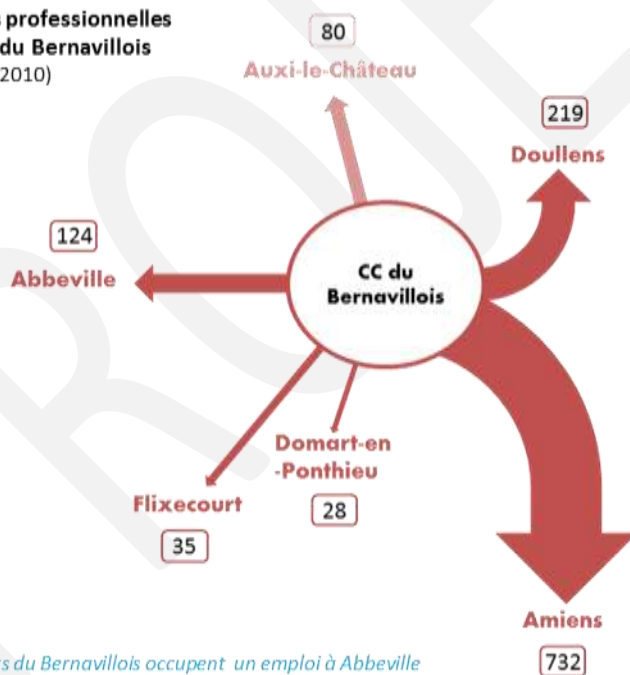 professionnelles
du Bernavillois
2010)
80
Auxi-le-Château
219
Doullens
124
Abbeville
CC du
Bernavillois
Domart-en
-Ponthieu
28
Flixecourt
35
Amiens
732
du Bernavillois occupent un emploi à Abbeville